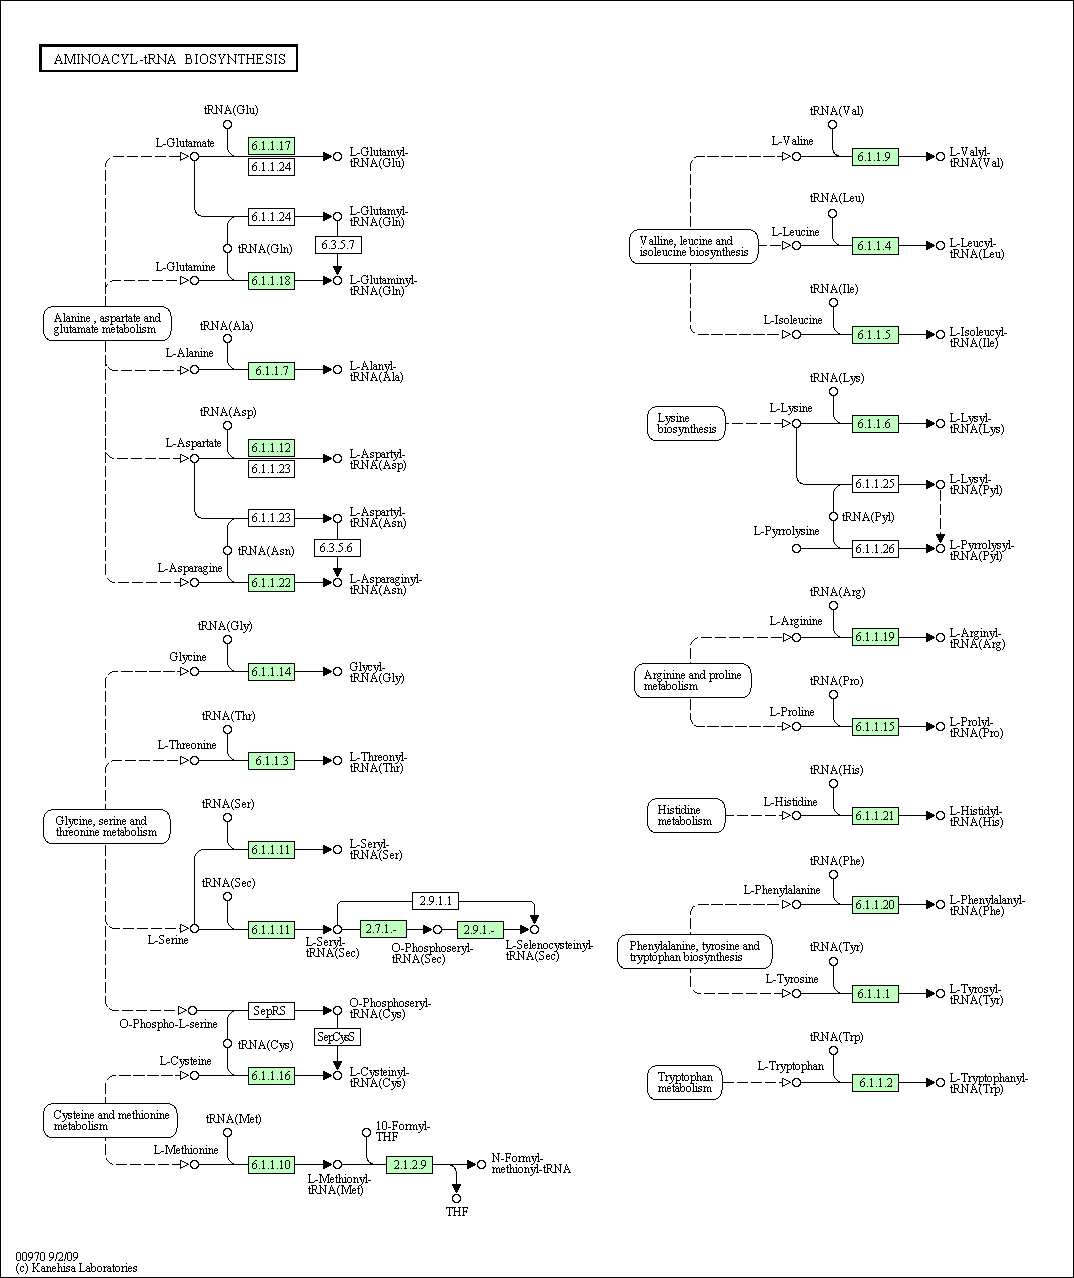 AMINOACYL-tRNA BIOSYNTHESIS
tRNA(Glu)
L-Glutamate
6.1.1.17
6.1.1.24
L-Glutamyl-
tRNA(Glu)
6.1.1.24
L-Glutamyl-
tRNA(Gln)
tRNA(Gln)
6.3.5.7
L-Glutamine
6.1.1.18
L-Glutaminyl-
tRNA(Gln)
Alanine , aspartate and
glutamate metabolism
tRNA(Ala)
L-Alanine
6.1.1.7
L-Alanyl-
tRNA(Ala)
tRNA(Asp)
L-Aspartate
6.1.1.12
6.1.1.23
L-Aspartyl-
tRNA(Asp)
6.1.1.23
L-Aspartyl-
tRNA(Asn)
tRNA(Asn)
6.3.5.6
L-Asparagine
6.1.1.22
L-Asparaginyl-
tRNA(Asn)
tRNA(Gly)
Glycine
6.1.1.14
Glycyl-
tRNA(Gly)
tRNA(Thr)
L-Threonine
6.1.1.3
L-Threonyl-
tRNA(Thr)
Glycine, serine and
threonine metabolism
tRNA(Ser)
6.1.1.11
L-Seryl-
tRNA(Ser)
tRNA(Sec)
L-Serine
6.1.1.11
L-Seryl-
tRNA(Sec)
2.9.1.1
2.7.1.-
O-Phosphoseryl-
tRNA(Sec)
2.9.1.-
L-Selenocysteinyl-
tRNA(Sec)
O-Phospho-L-serine
SepRS
O-Phosphoseryl-
tRNA(Cys)
tRNA(Cys)
SepCysS
L-Cysteine
6.1.1.16
L-Cysteinyl-
tRNA(Cys)
Cysteine and methionine
metabolism
tRNA(Met)
L-Methionine
6.1.1.10
L-Methionyl-
tRNA(Met)
10-Formyl-
THF
2.1.2.9
N-Formyl-
methionyl-tRNA
THF
tRNA(Val)
L-Valine
6.1.1.9
L-Valyl-
tRNA(Val)
Valline, leucine and
isoleucine biosynthesis
tRNA(Leu)
L-Leucine
6.1.1.4
L-Leucyl-
tRNA(Leu)
tRNA(Ile)
L-Isoleucine
6.1.1.5
L-Isoleucyl-
tRNA(Ile)
Lysine
biosynthesis
tRNA(Lys)
L-Lysine
6.1.1.6
L-Lysyl-
tRNA(Lys)
6.1.1.25
L-Lysyl-
tRNA(Pyl)
tRNA(Pyl)
L-Pyrrolysine
6.1.1.26
L-Pyrrolysyl-
tRNA(Pyl)
tRNA(Arg)
L-Arginine
6.1.1.19
L-Arginyl-
tRNA(Arg)
Arginine and proline
metabolism
tRNA(Pro)
L-Proline
6.1.1.15
L-Prolyl-
tRNA(Pro)
Histidine
metabolism
tRNA(His)
L-Histidine
6.1.1.21
L-Histidyl-
tRNA(His)
tRNA(Phe)
L-Phenylalanine
6.1.1.20
L-Phenylalanyl-
tRNA(Phe)
Phenylalanine, tyrosine and
tryptophan biosynthesis
tRNA(Tyr)
L-Tyrosine
6.1.1.1
L-Tyrosyl-
tRNA(Tyr)
Tryptophan
metabolism
tRNA(Trp)
L-Tryptophan
6.1.1.2
L-Tryptophanyl-
tRNA(Trp)
00970 9/2/09
(c) Kanehisa Laboratories